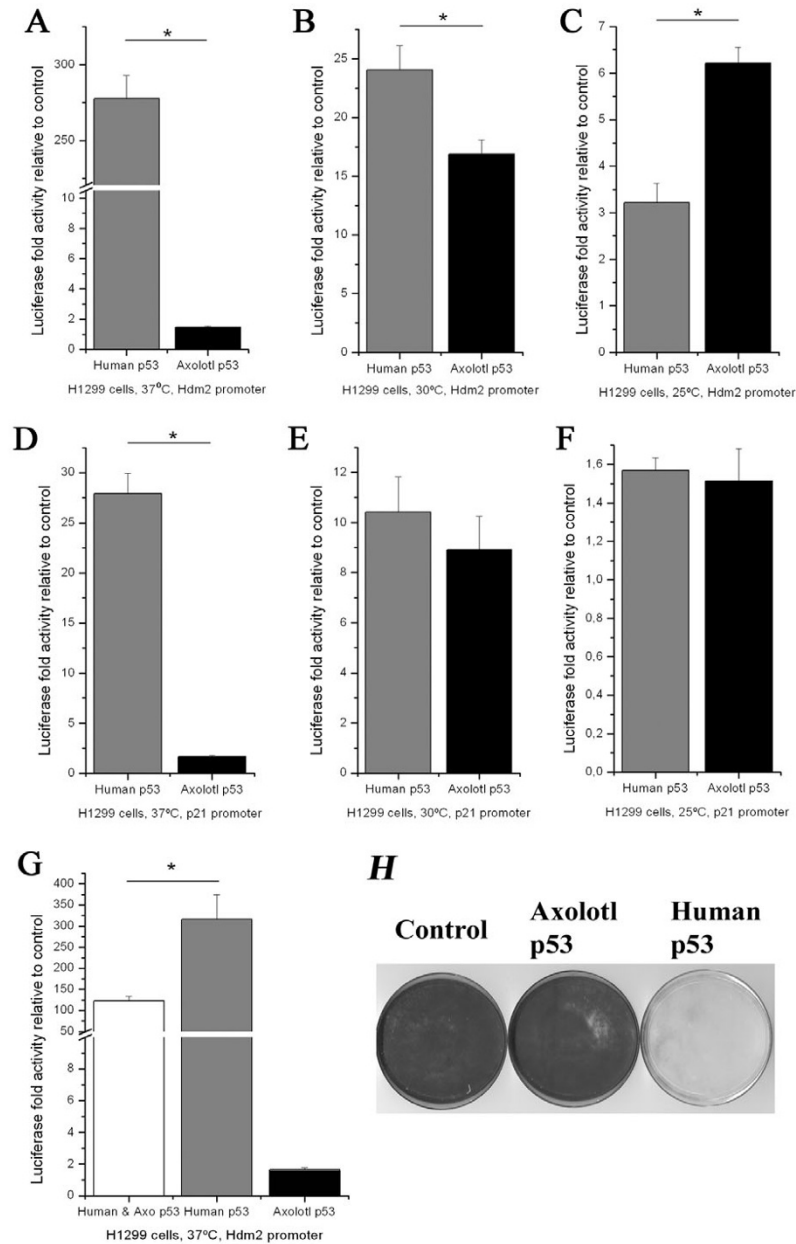 A
*
Luciferase fold activity relative to control
300
250
10
8
6
4
2
0
Human p53 Axolotl p53
H1299 cells, 37ºC, Hdm2 promoter
B
*
Luciferase fold activity relative to control
25
20
15
10
5
0
Human p53 Axolotl p53
H1299 cells, 30ºC, Hdm2 promoter
C
*
Luciferase fold activity relative to control
7
6
5
4
3
2
1
0
Human p53 Axolotl p53
H1299 cells, 25ºC, Hdm2 promoter
D
*
Luciferase fold activity relative to control
30
25
20
15
10
5
0
Human p53 Axolotl p53
H1299 cells, 37ºC, p21 promoter
E
Luciferase fold activity relative to control
12
10
8
6
4
2
0
Human p53 Axolotl p53
H1299 cells, 30ºC, p21 promoter
F
Luciferase fold activity relative to control
1,6
1,4
1,2
1,0
0,8
0,6
0,4
0,2
0,0
Human p53 Axolotl p53
H1299 cells, 25ºC, p21 promoter
G
*
Luciferase fold activity relative to control
400
350
300
250
200
150
100
50
8
6
4
2
0
Human & Axo p53 Human p53 Axolotl p53
H1299 cells, 37ºC, Hdm2 promoter
H
Control
Axolotl
p53
Human
p53